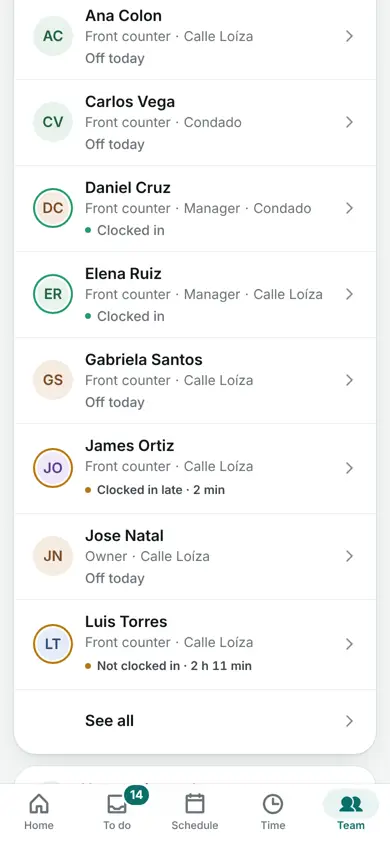 Ana Colon
AC
Front counter · Calle Loíza
Off today
Carlos Vega
CV
Front counter · Condado
Off today
Daniel Cruz
DC
Front counter · Manager · Condado
Clocked in
Elena Ruiz
ER
Front counter · Manager · Calle Loíza
Clocked in
Gabriela Santos
GS
Front counter · Calle Loíza
Off today
James Ortiz
JO
Front counter · Calle Loíza
Clocked in late · 2 min
Jose Natal
JN
Owner · Calle Loíza
Off today
Luis Torres
LT
Front counter · Calle Loíza
Not clocked in · 2 h 11 min
See all
14
Home
To do
Schedule
Time
Team